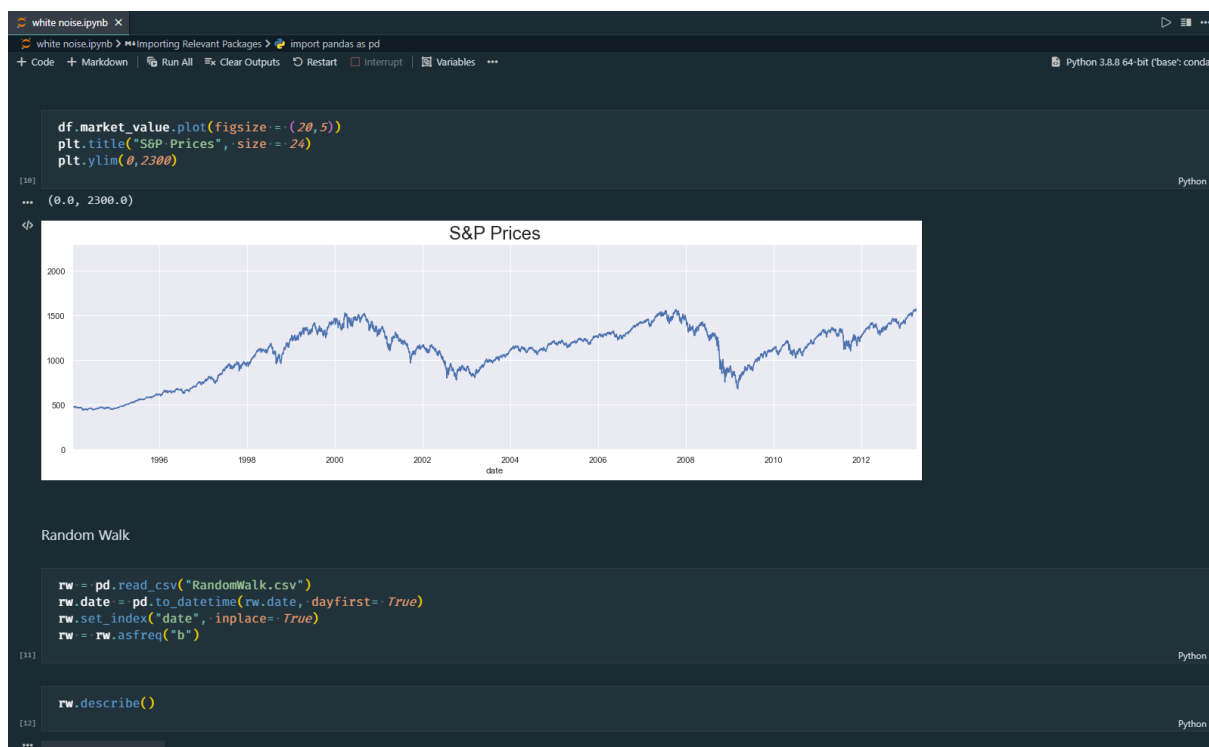 white noise.ipynb ×
white noise.ipynb > M↓Importing Relevant Packages > import pandas as pd
+ Code + Markdown | Run All Clear Outputs Restart Interrupt | Variables ...
Python 3.8.8 64-bit ('base': conda
df.market_value.plot(figsize = (20,5))
plt.title("S&P Prices", size = 24)
plt.ylim(0,2300)
[10]
Python
... (0.0, 2300.0)
</>
S&P Prices
2000
1500
1000
500
0
1996 1998 2000 2002 2004 2006 2008 2010 2012
date
Random Walk
rw = pd.read_csv("RandomWalk.csv")
rw.date = pd.to_datetime(rw.date, dayfirst= True)
rw.set_index("date", inplace= True)
rw = rw.asfreq("b")
[11]
Python
rw.describe()
[12]
Python
...